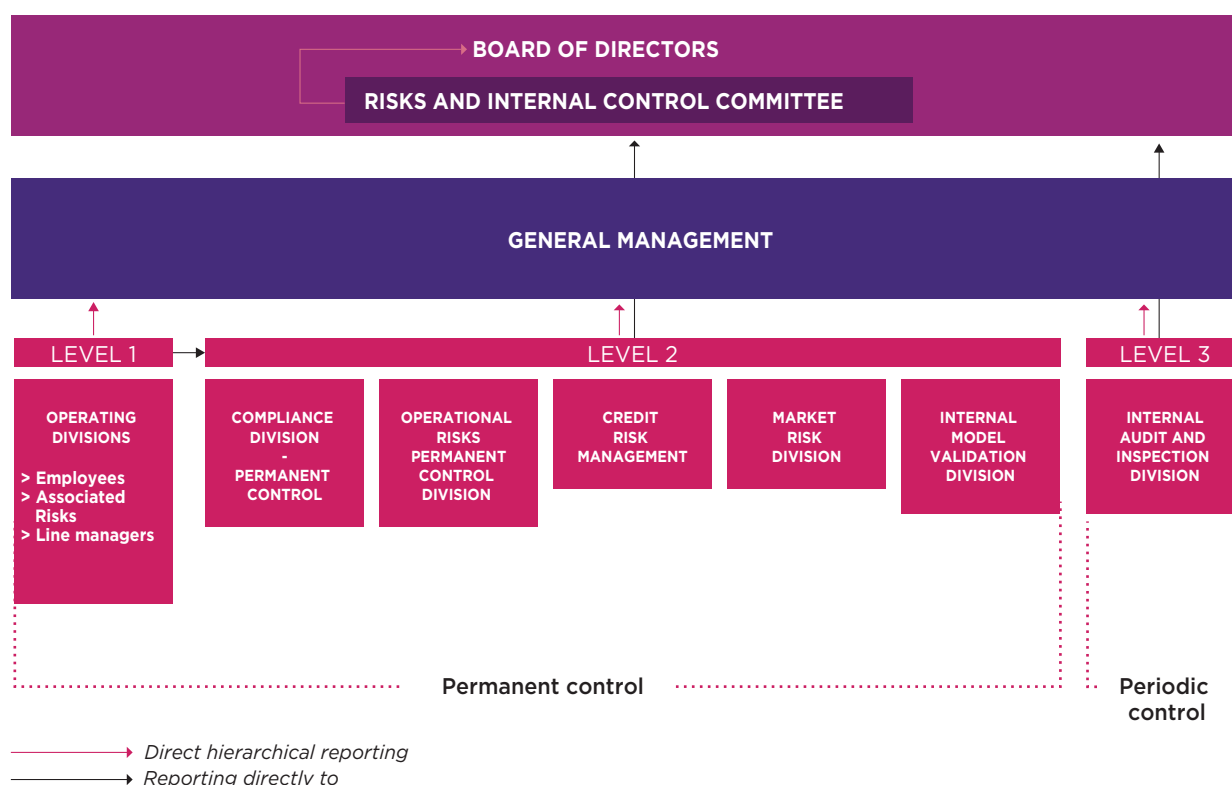 BOARD OF DIRECTORS
RISKS AND INTERNAL CONTROL COMMITTEE
GENERAL MANAGEMENT
LEVEL 1
LEVEL 2
LEVEL 3
OPERATING
DIVISIONS
> Employees
> Associated
Risks
> Line managers
COMPLIANCE
DIVISION
-
PERMANENT
CONTROL
OPERATIONAL
RISKS
PERMANENT
CONTROL
DIVISION
CREDIT
RISK
MANAGEMENT
MARKET
RISK
DIVISION
INTERNAL
MODEL
VALIDATION
DIVISION
INTERNAL
AUDIT AND
INSPECTION
DIVISION
Permanent control
Periodic
control
Direct hierarchical reporting
Reporting directly to